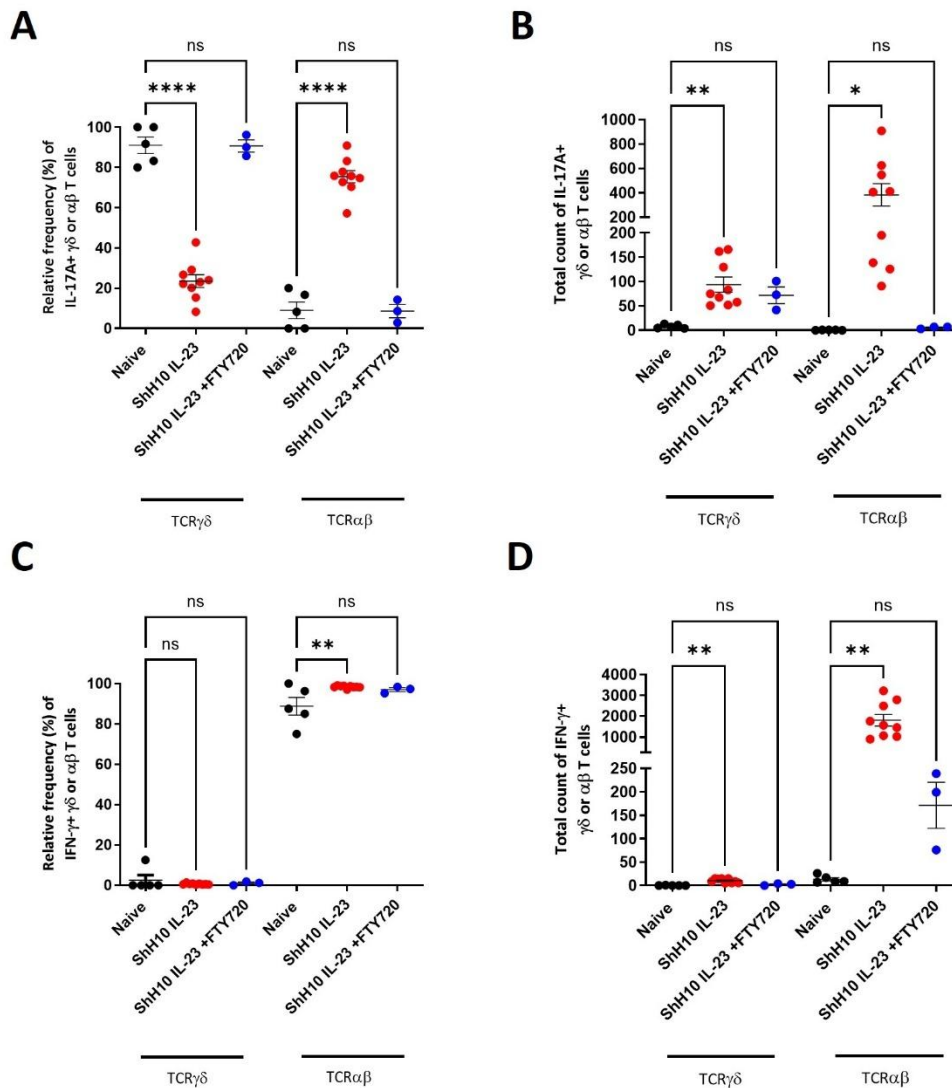 A
ns
****
ns
****
Relative frequency (%) of
IL-17A+ γδ or αβ T cells
100
80
60
40
20
0
Naive
ShH10 IL-23
ShH10 IL-23 +FTY720
Naive
ShH10 IL-23
ShH10 IL-23 +FTY720
TCRγδ
TCRαβ
B
ns
**
ns
*
Total count of IL-17A+
γδ or αβ T cells
1000
800
600
400
200
200
150
100
50
0
Naive
ShH10 IL-23
ShH10 IL-23 +FTY720
Naive
ShH10 IL-23
ShH10 IL-23 +FTY720
TCRγδ
TCRαβ
C
ns
ns
ns
**
Relative frequency (%) of
IFN-γ+ γδ or αβ T cells
100
80
60
40
20
0
Naive
ShH10 IL-23
ShH10 IL-23 +FTY720
Naive
ShH10 IL-23
ShH10 IL-23 +FTY720
TCRγδ
TCRαβ
D
ns
**
ns
**
Total count of IFN-γ+
γδ or αβ T cells
4000
3000
2000
1000
250
200
150
100
50
0
Naive
ShH10 IL-23
ShH10 IL-23 +FTY720
Naive
ShH10 IL-23
ShH10 IL-23 +FTY720
TCRγδ
TCRαβ